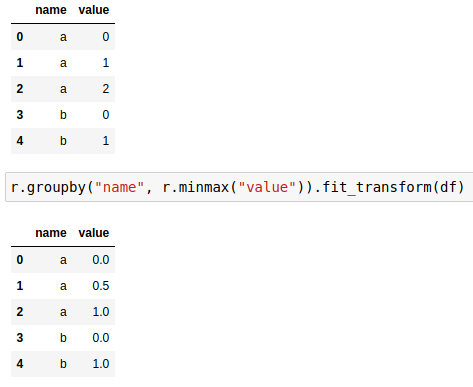 name value
0 a 0
1 a 1
2 a 2
3 b 0
4 b 1
r.groupby("name", r.minmax("value")).fit_transform(df)
name value
0 a 0.0
1 a 0.5
2 a 1.0
3 b 0.0
4 b 1.0